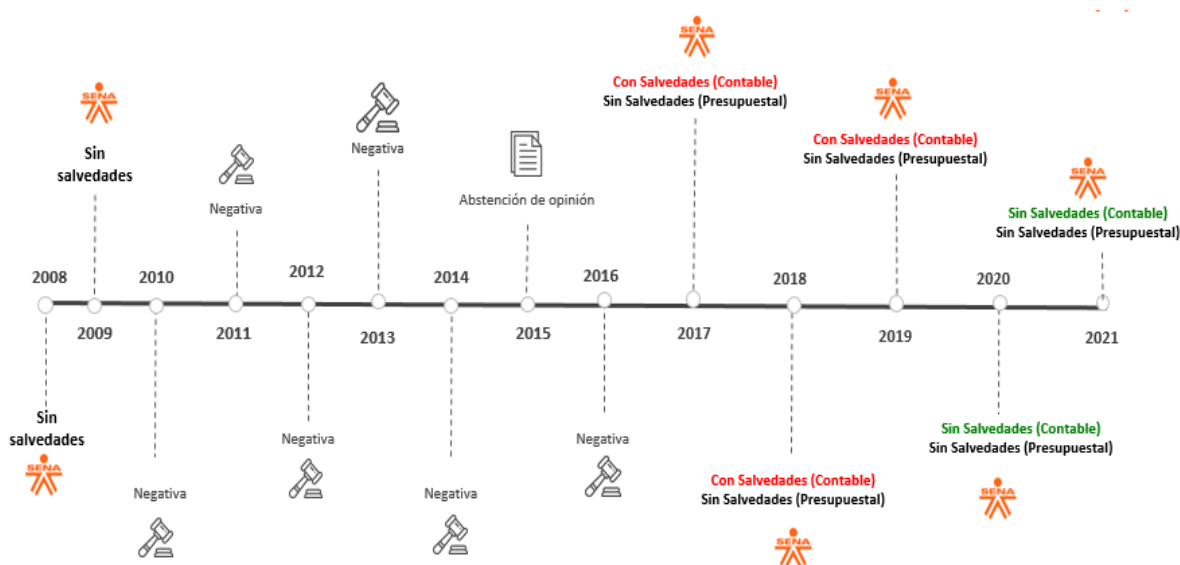 SENA
Con Salvedades (Contable)
Sin Salvedades (Presupuestal)
SENA
Sin
salvedades
Negativa
Negativa
Abstención de opinión
SENA
Con Salvedades (Contable)
Sin Salvedades (Presupuestal)
SENA
Sin Salvedades (Contable)
Sin Salvedades (Presupuestal)
2008
2010
2012
2014
2016
2018
2020
2009
2011
2013
2015
2017
2019
2021
Sin
salvedades
SENA
Negativa
Negativa
Negativa
Negativa
Con Salvedades (Contable)
Sin Salvedades (Presupuestal)
SENA
Sin Salvedades (Contable)
Sin Salvedades (Presupuestal)
SENA